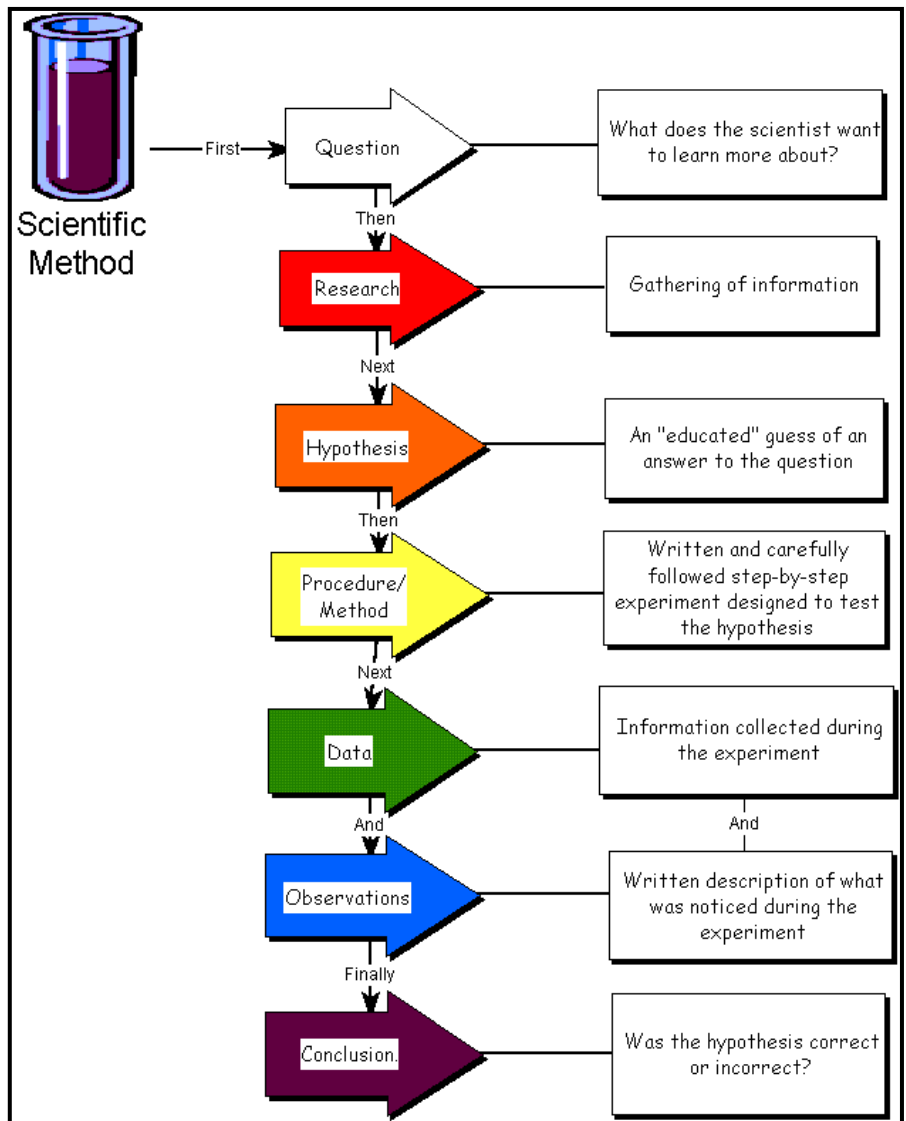 Scientific
Method
First
Question
What does the scientist want
to learn more about?
Then
Research
Gathering of information
Next
Hypothesis
An "educated" guess of an
answer to the question
Then
Procedure/
Method
Written and carefully
followed step-by-step
experiment designed to test
the hypothesis
Next
Data
Information collected during
the experiment
And
And
Observations
Written description of what
was noticed during the
experiment
Finally
Conclusion.
Was the hypothesis correct
or incorrect?